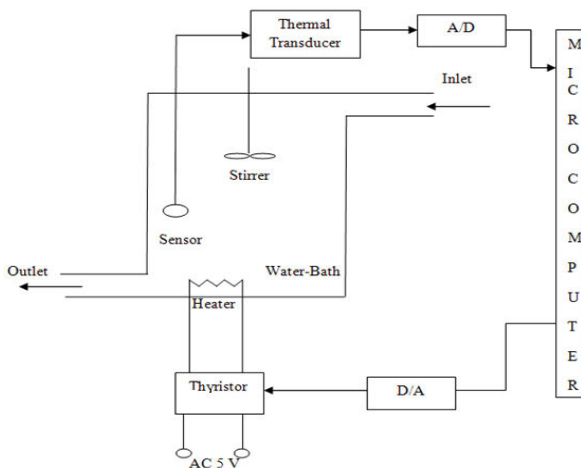 Thermal
Transducer
A/D
Inlet
Stirrer
Sensor
Outlet
Water-Bath
Heater
Thyristor
D/A
AC 5 V
M
I
C
R
O
C
O
M
P
U
T
E
R